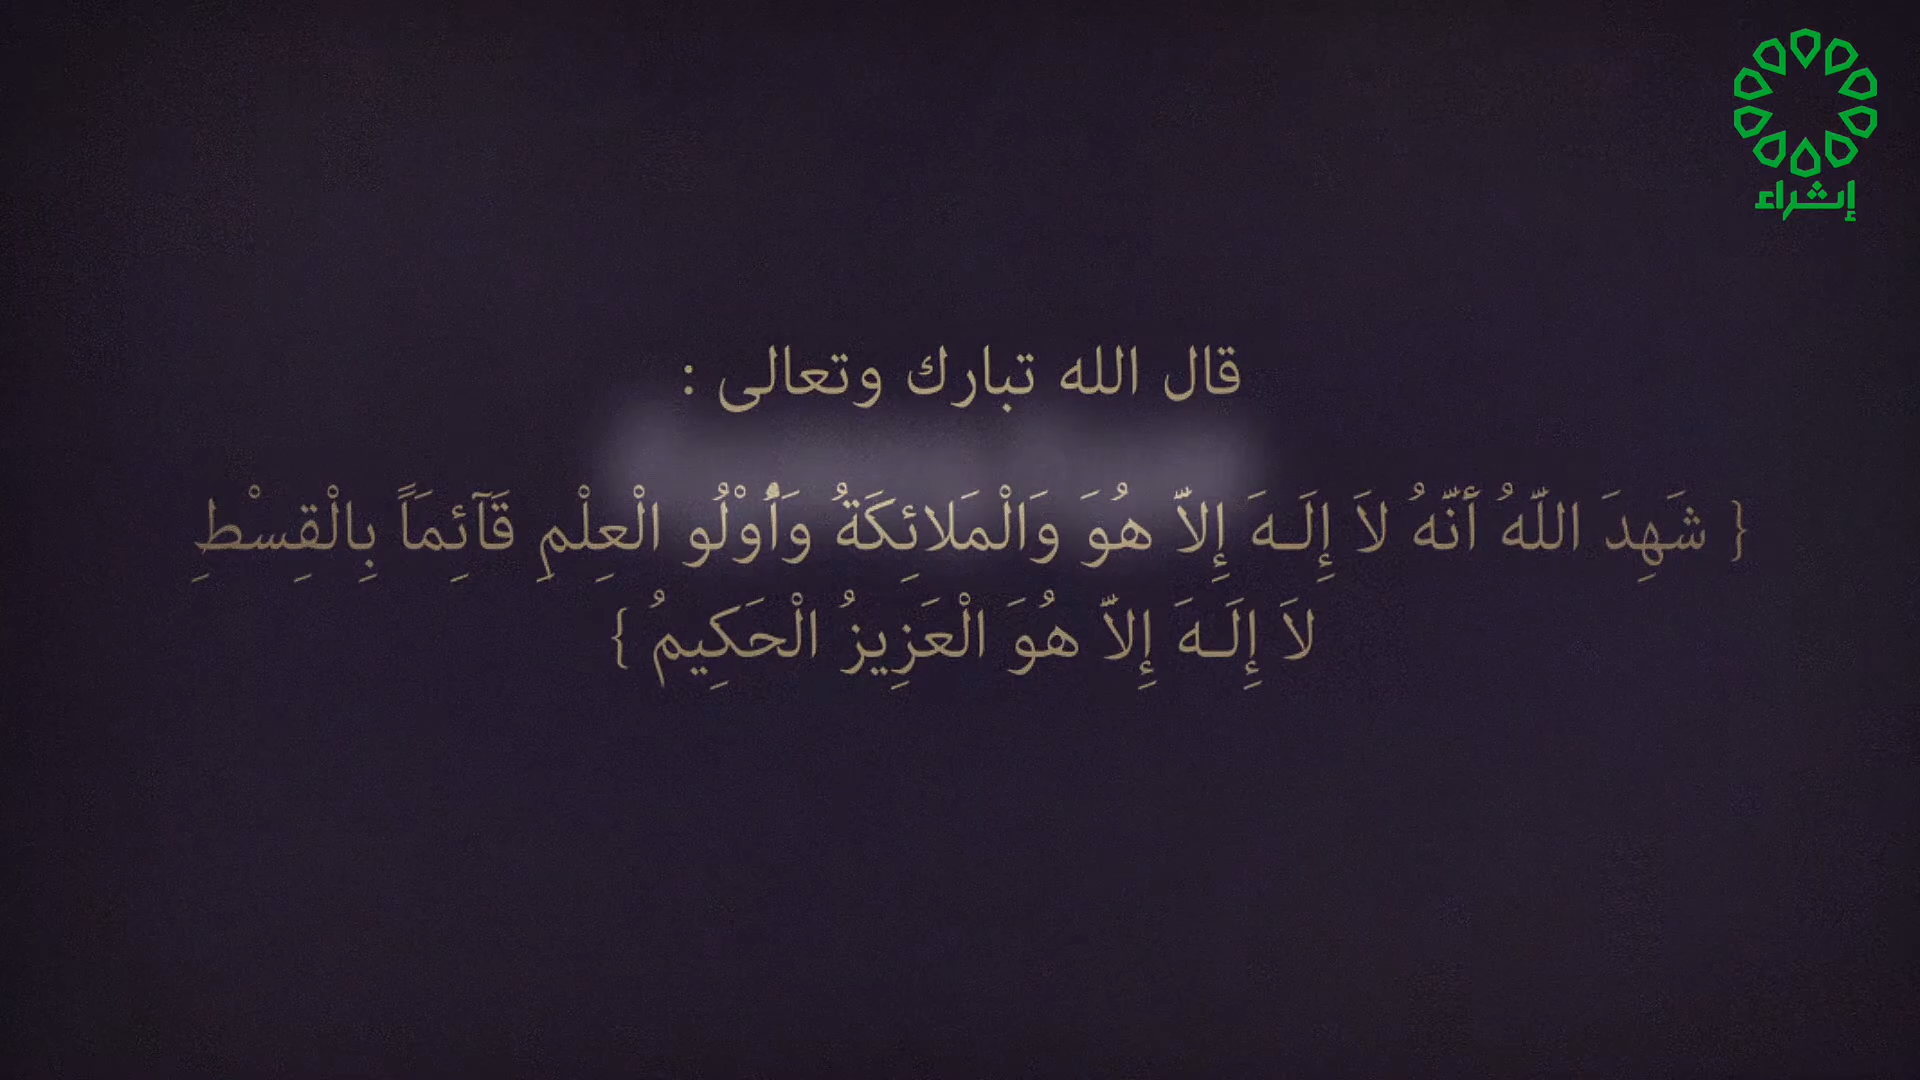 إثراء
قال الله تبارك وتعالى :
{ شَهِدَ اللّهُ أَنَّهُ لاَ إِلَـهَ إِلاَّ هُوَ وَالْمَلائِكَةُ وَأُوْلُو الْعِلْمِ قَآئِمَاً بِالْقِسْطِ
لاَ إِلَـهَ إِلاَّ هُوَ الْعَزِيزُ الْحَكِيمُ }